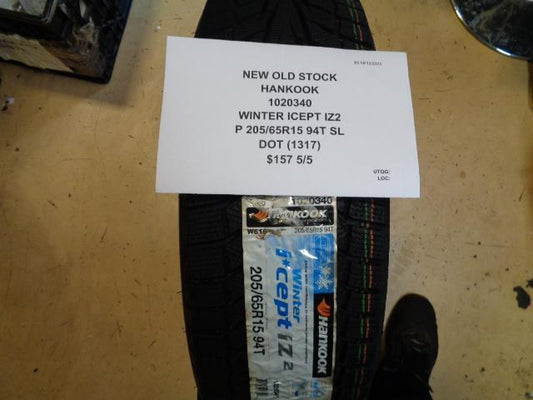 NEW OLD STOCK
HANKOOK
1020340
WINTER ICEPT IZ2
P 205/65R15 94T SL
DOT (1317)
$157 5/5
UTQG:
LOC:
1020340
HANKOOK
W616
205/65R15 94T
Winter
i*cept iZ2
205/65R15 94T
HANKOOK